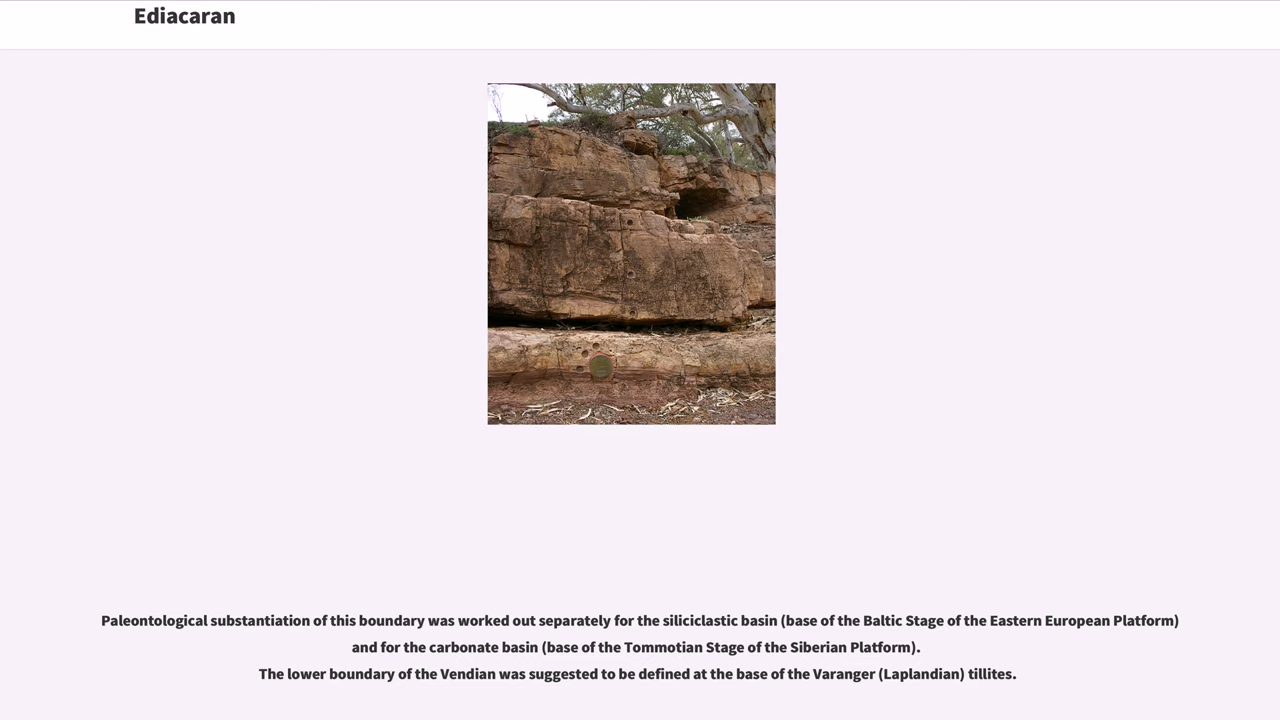 Ediacaran
Paleontological substantiation of this boundary was worked out separately for the siliciclastic basin (base of the Baltic Stage of the Eastern European Platform)
and for the carbonate basin (base of the Tommotian Stage of the Siberian Platform).
The lower boundary of the Vendian was suggested to be defined at the base of the Varanger (Laplandian) tillites.